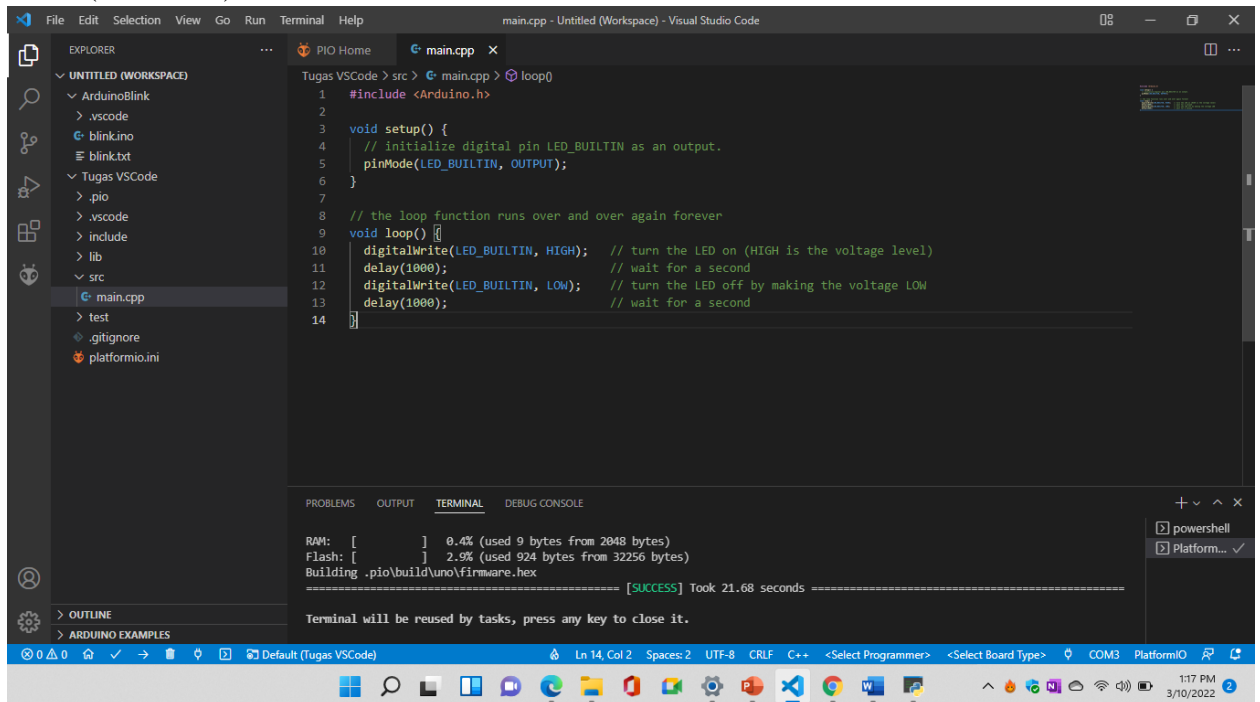 File Edit Selection View Go Run Terminal Help main.cpp - Untitled (Workspace) - Visual Studio Code
EXPLORER ···
UNTITLED (WORKSPACE)
ArduinoBlink
.vscode
blink.ino
blink.txt
Tugas VSCode
.pio
.vscode
include
lib
src
main.cpp
test
.gitignore
platformio.ini
OUTLINE
ARDUINO EXAMPLES
PIO Home main.cpp
Tugas VSCode > src > main.cpp > loop()
1 #include <Arduino.h>
2
3 void setup() {
4 // initialize digital pin LED_BUILTIN as an output.
5 pinMode(LED_BUILTIN, OUTPUT);
6 }
7
8 // the loop function runs over and over again forever
9 void loop() {
10 digitalWrite(LED_BUILTIN, HIGH); // turn the LED on (HIGH is the voltage level)
11 delay(1000); // wait for a second
12 digitalWrite(LED_BUILTIN, LOW); // turn the LED off by making the voltage LOW
13 delay(1000); // wait for a second
14 }
PROBLEMS OUTPUT TERMINAL DEBUG CONSOLE
RAM: [ ] 0.4% (used 9 bytes from 2048 bytes)
Flash: [ ] 2.9% (used 924 bytes from 32256 bytes)
Building .pio\build\uno\firmware.hex
================================================ [SUCCESS] Took 21.68 seconds ================================================
Terminal will be reused by tasks, press any key to close it.
powershell
Platform...
0 0 Default (Tugas VSCode) Ln 14, Col 2 Spaces: 2 UTF-8 CRLF C++ <Select Programmer> <Select Board Type> COM3 PlatformIO
1:17 PM
3/10/2022 2